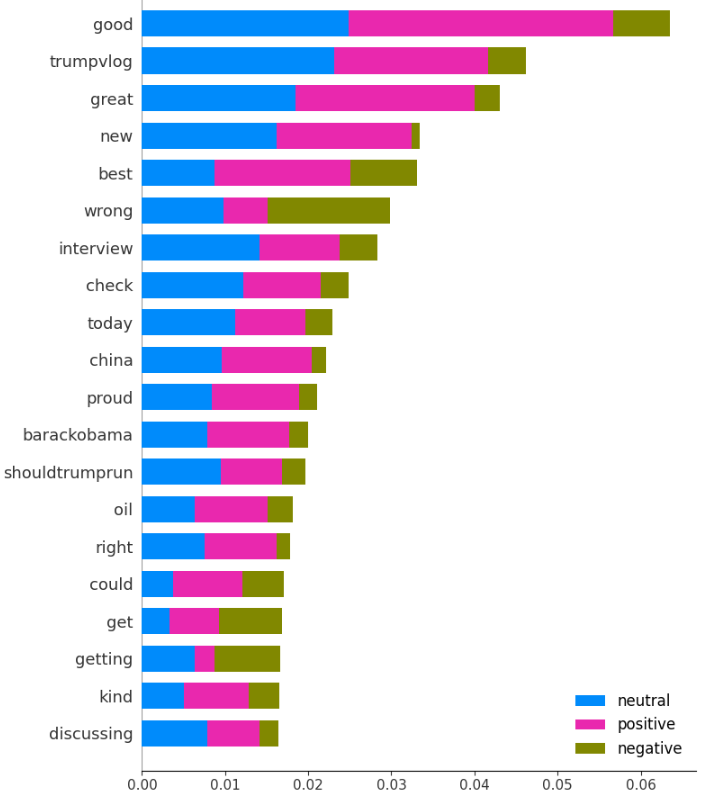 good
trumpvlog
great
new
best
wrong
interview
check
today
china
proud
barackobama
shouldtrumprun
oil
right
could
get
getting
kind
discussing
neutral
positive
negative
0.00 0.01 0.02 0.03 0.04 0.05 0.06